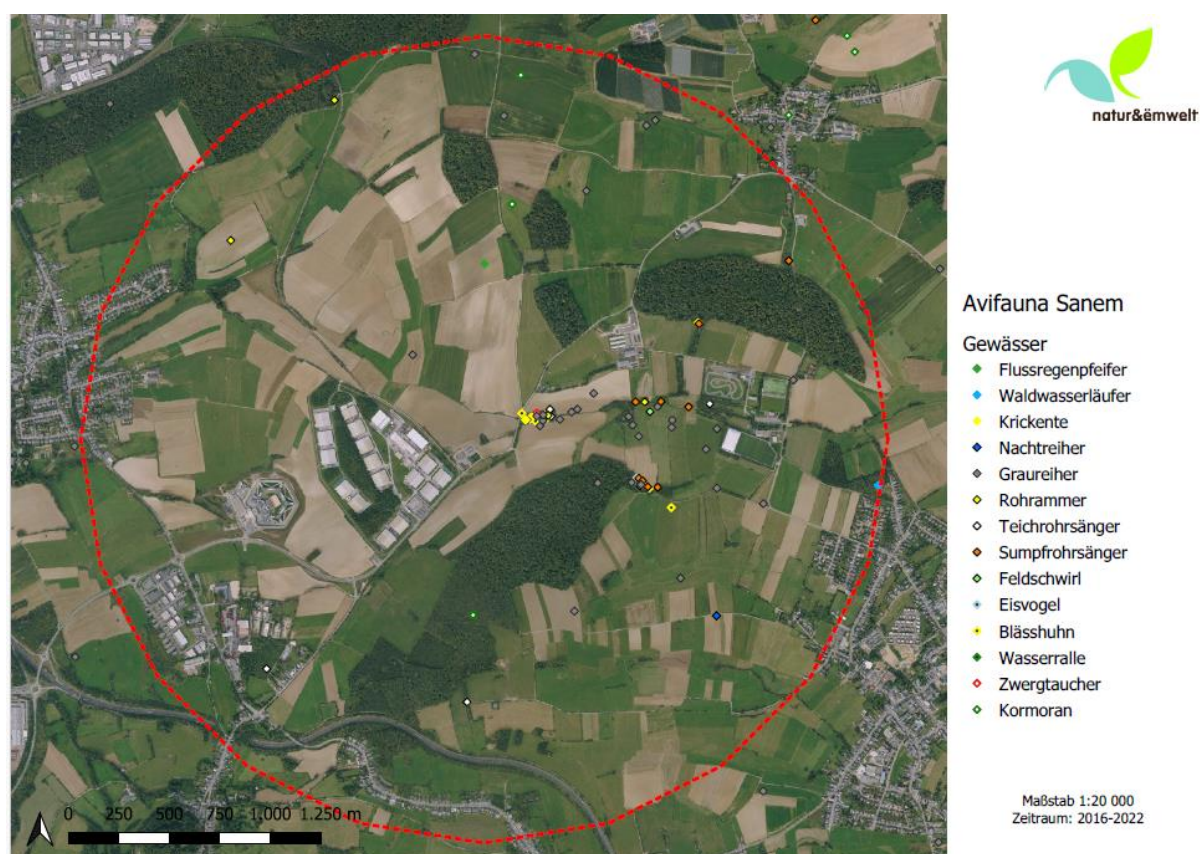 natur&ëmwelt
Avifauna Sanem
Gewässer
Flussregenpfeifer
Waldwasserläufer
Krickente
Nachtreiher
Graureiher
Rohrammer
Teichrohrsänger
Sumpfrohrsänger
Feldschwirl
Eisvogel
Blässhuhn
Wasserralle
Zwergtaucher
Kormoran
0 250 500 750 1.000 1.250 m
Maßstab 1:20 000
Zeitraum: 2016-2022